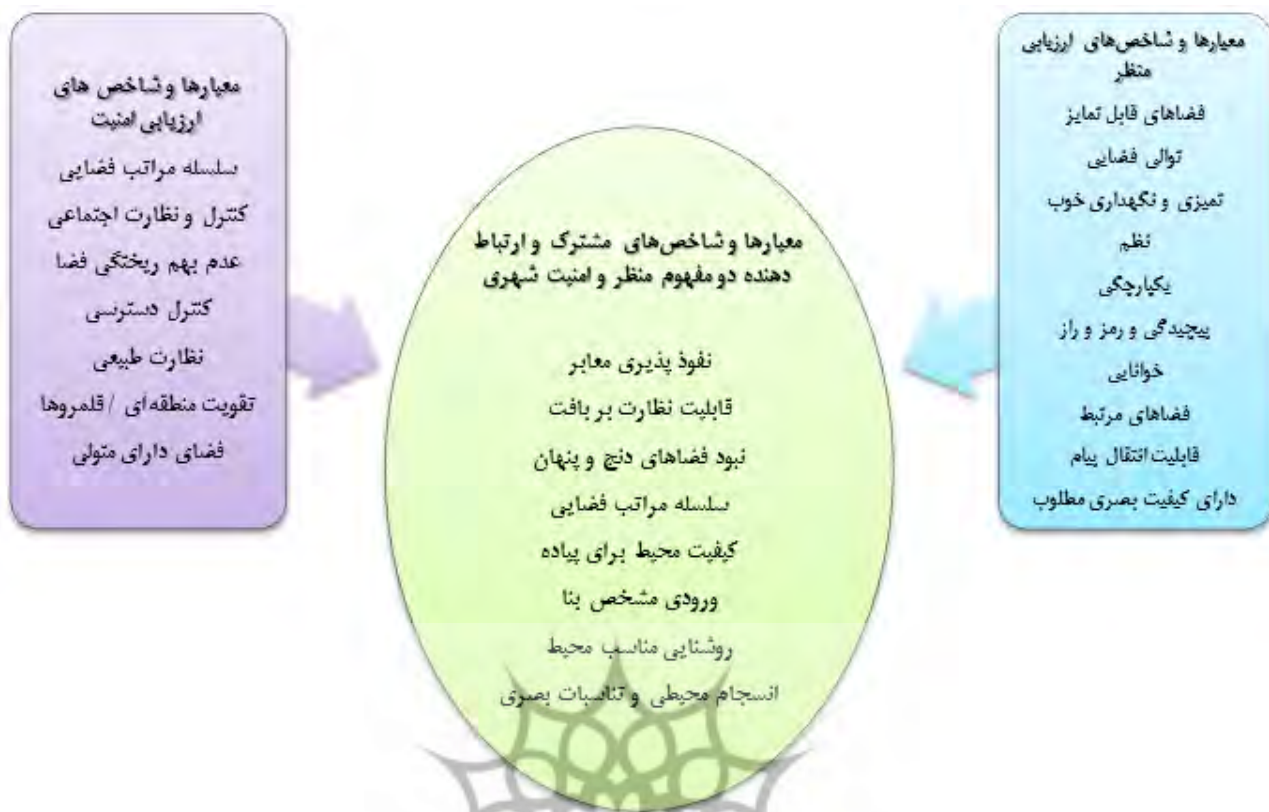 معیارها و شاخص‌های ارزیابی
منظر
فضاهای قابل تمایز
توالی فضایی
تمیزی و نگهداری خوب
نظم
یکپارچگی
پیچیدگی و رمز و راز
خوانایی
فضاهای مرتبط
قابلیت انتقال پیام
دارای کیفیت بصری مطلوب
معیارها و شاخص‌های مشترک و ارتباط
دهنده دو مفهوم منظر و امنیت شهری
نفوذ پذیری معابر
قابلیت نظارت بر بافت
نبود فضاهای دنج و پنهان
سلسله مراتب فضایی
کیفیت محیط برای پیاده
ورودی مشخص بنا
روشنایی مناسب محیط
انسجام محیطی و تناسبات بصری
معیارها و شاخص های
ارزیابی امنیت
سلسله مراتب فضایی
کنترل و نظارت اجتماعی
عدم بهم ریختگی فضا
کنترل دسترسی
نظارت طبیعی
تقویت منطقه‌ای / قلمروها
فضای دارای متولی